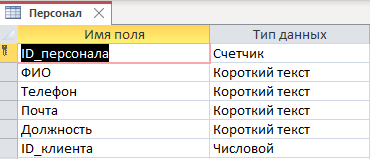 Персонал
Имя поля Тип данных
ID_персонала Счетчик
ФИО Короткий текст
Телефон Короткий текст
Почта Короткий текст
Должность Короткий текст
ID_клиента Числовой